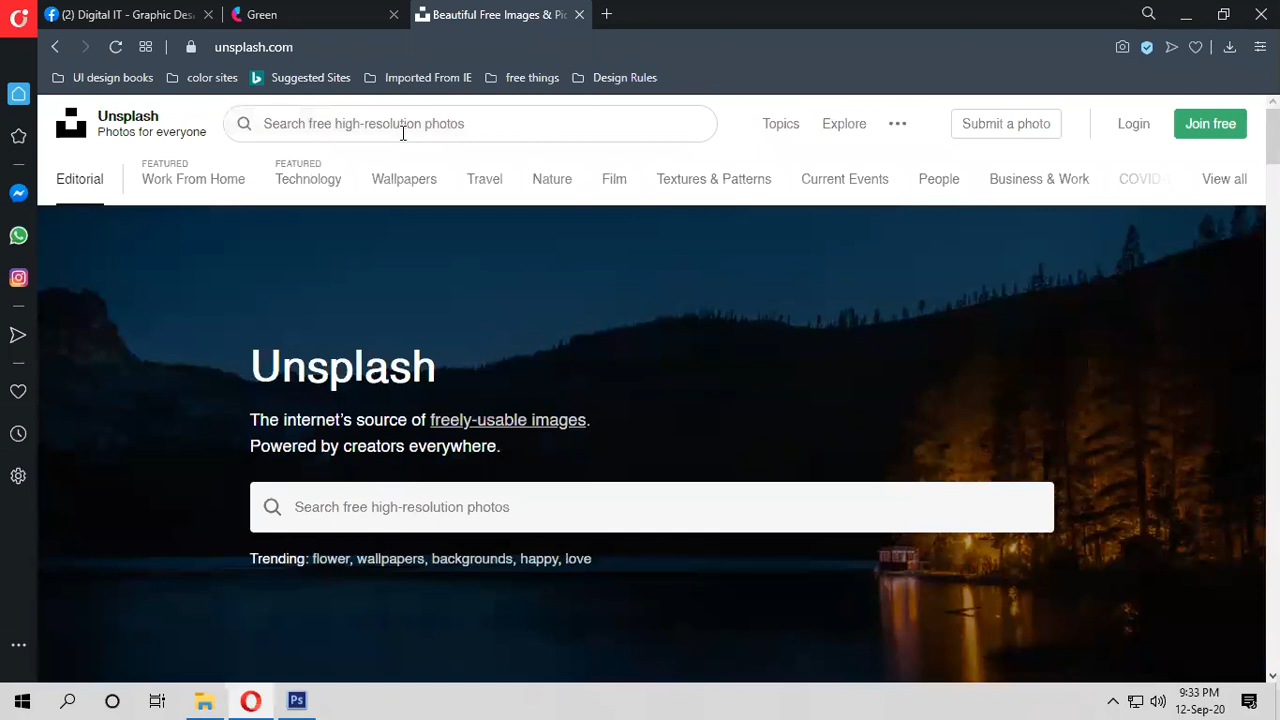 (2) Digital IT - Graphic Des
Green
Beautiful Free Images & Pic
unsplash.com
UI design books
color sites
Suggested Sites
Imported From IE
free things
Design Rules
Unsplash
Photos for everyone
Search free high-resolution photos
Topics
Explore
Submit a photo
Login
Join free
Editorial
FEATURED
Work From Home
FEATURED
Technology
Wallpapers
Travel
Nature
Film
Textures & Patterns
Current Events
People
Business & Work
COVID-
View all
Unsplash
The internet's source of freely-usable images.
Powered by creators everywhere.
Search free high-resolution photos
Trending: flower, wallpapers, backgrounds, happy, love
Ps
9:33 PM
12-Sep-20